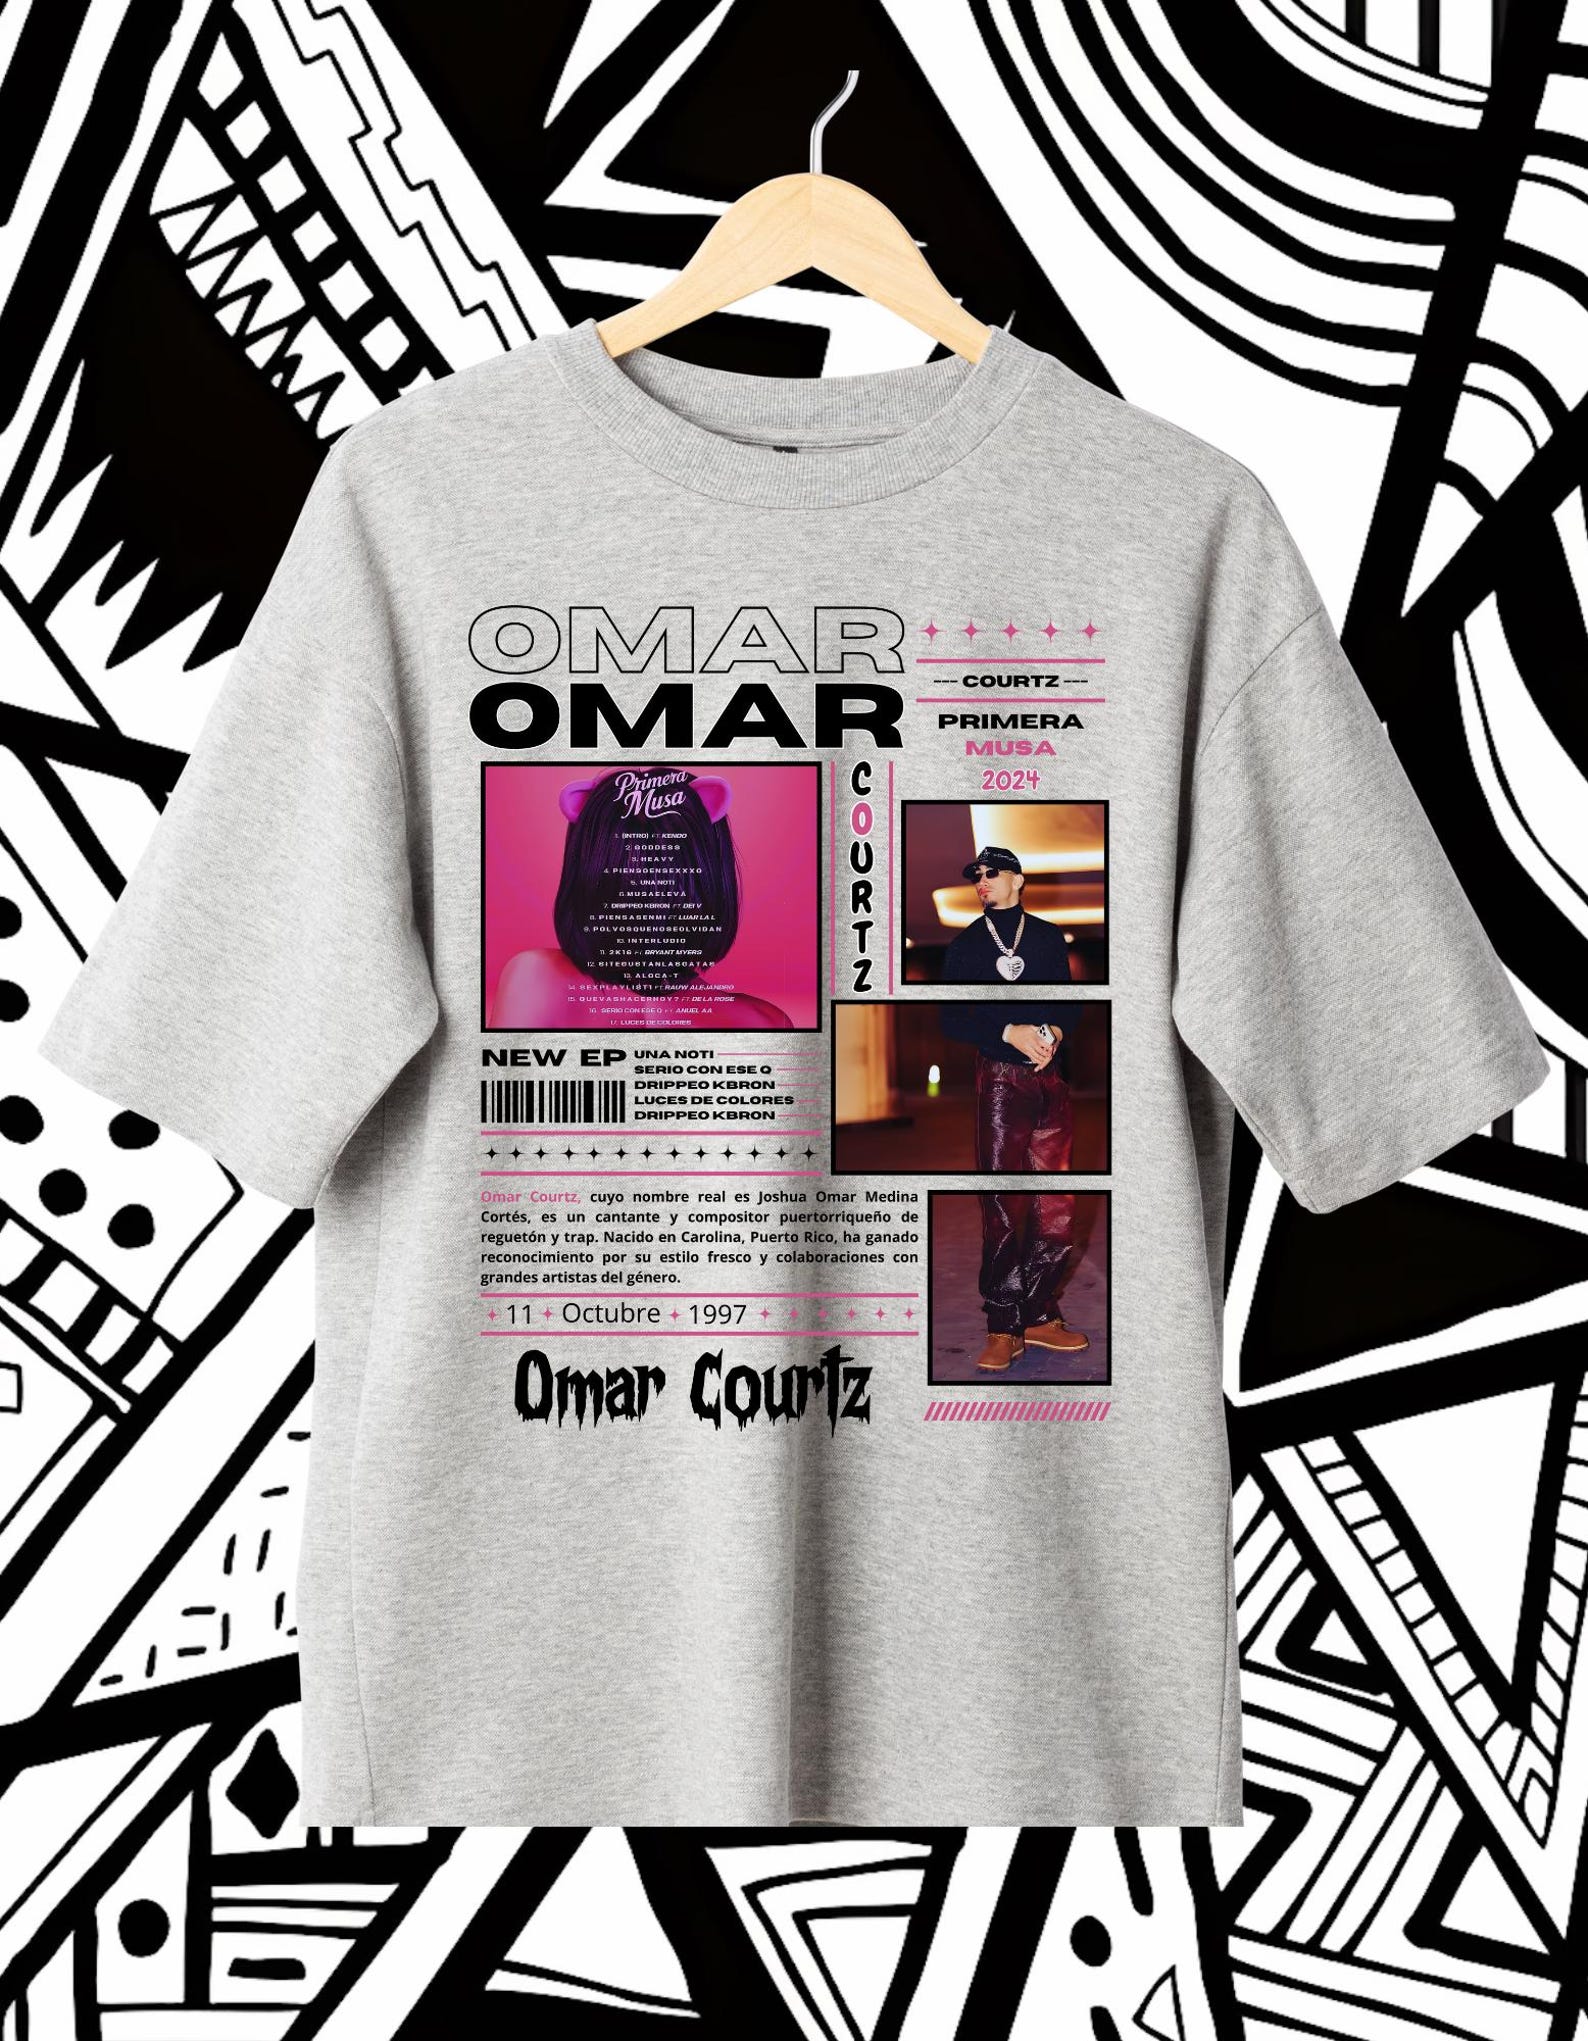 OMAR
OMAR
--- COURTZ ---
PRIMERA
MUSA
2024
Primera
Musa
1. (INTRO) FT. KENDO
2. GODDESS
3. HEAVY
4. PIENSOENSEXXXO
5. UNA NOTI
6. MUSAELEVÁ
7. DRIPPEO KBRON FT. DEI V
8. PIENSASENMI FT. LUAR LA L
9. POLVOSQUENOSEOLVIDAN
10. INTERLUDIO
11. 2K16 FT. BRYANT MYERS
12. SITEGUSTANLASGATAS
13. ALOCA-T
14. SEXPLAYLIST1 FT. RAUW ALEJANDRO
15. QUEVASHACERHOY? FT. DE LA ROSE
16. SERIO CON ESE Q FT. ANUEL AA
17. LUCES DE COLORES
COURTZ
NEW EP
UNA NOTI
SERIO CON ESE Q
DRIPPEO KBRON
LUCES DE COLORES
DRIPPEO KBRON
Omar Courtz, cuyo nombre real es Joshua Omar Medina
Cortés, es un cantante y compositor puertorriqueño de
reguetón y trap. Nacido en Carolina, Puerto Rico, ha ganado
reconocimiento por su estilo fresco y colaboraciones con
grandes artistas del género.
11 Octubre 1997
Omar Courtz